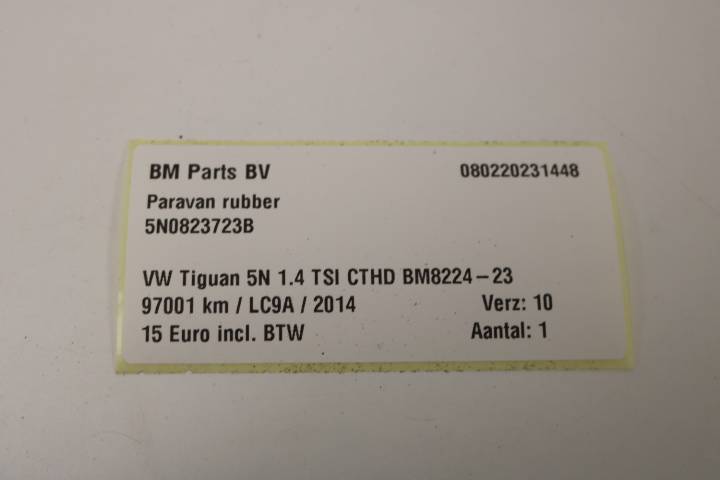 BM Parts BV 080220231448
Paravan rubber
5N0823723B
VW Tiguan 5N 1.4 TSI CTHD BM8224-23
97001 km / LC9A / 2014 Verz: 10
15 Euro incl. BTW Aantal: 1